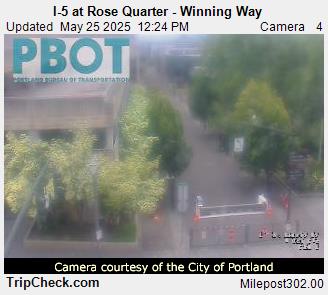 I-5 at Rose Quarter - Winning Way
Updated May 25 2025 12:24 PM Camera 4
PBOT
PORTLAND BUREAU OF TRANSPORTATION
Camera courtesy of the City of Portland
TripCheck.com Milepost302.00